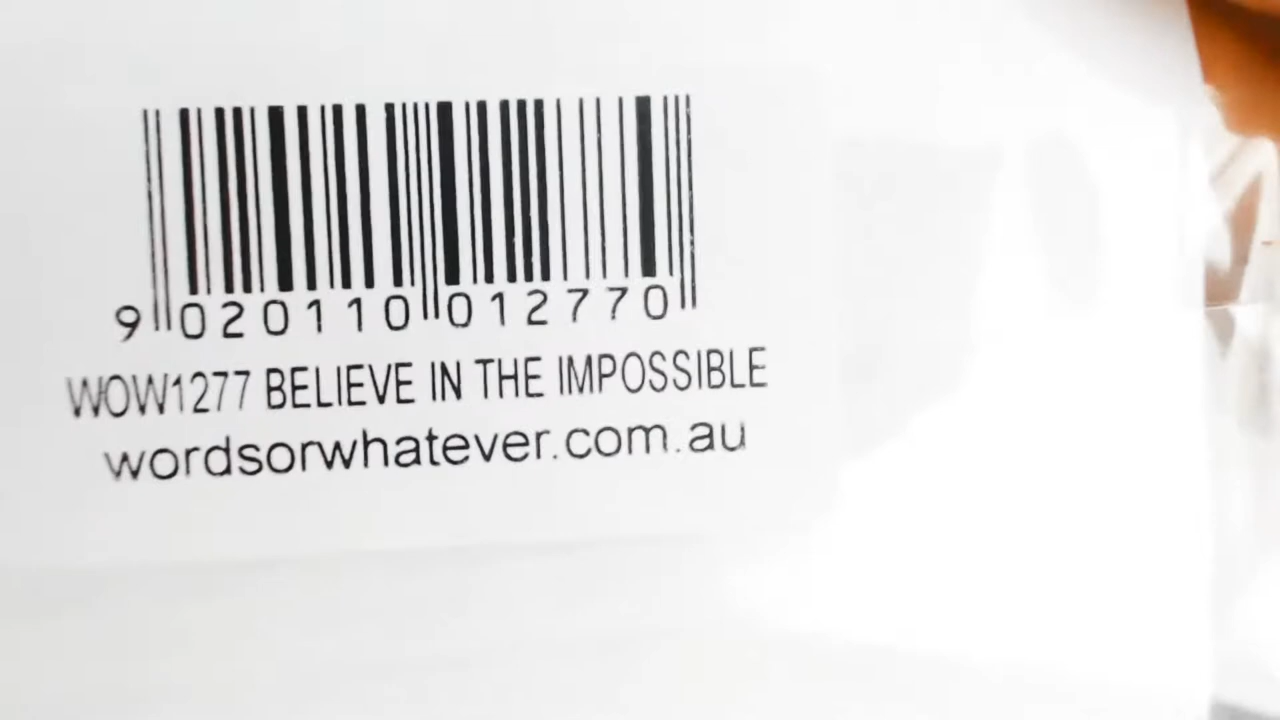 9 020110 012770
WOW1277 BELIEVE IN THE IMPOSSIBLE
wordsorwhatever.com.au